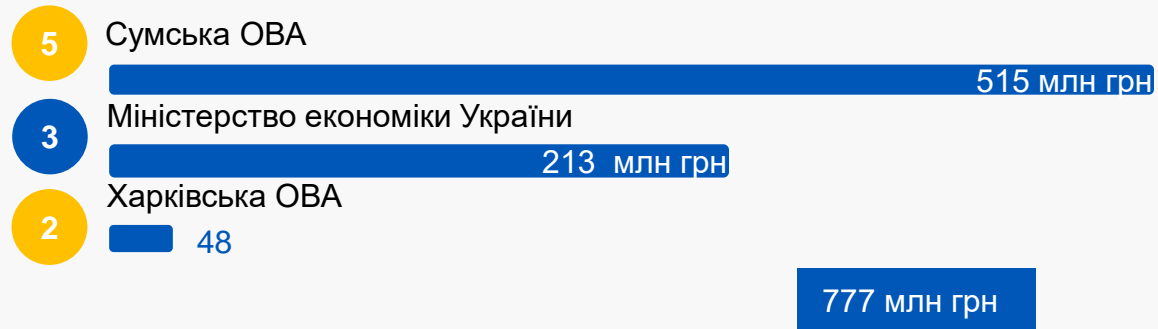 5 Сумська ОВА
515 млн грн
3 Міністерство економіки України
213 млн грн
2 Харківська ОВА
48
777 млн грн